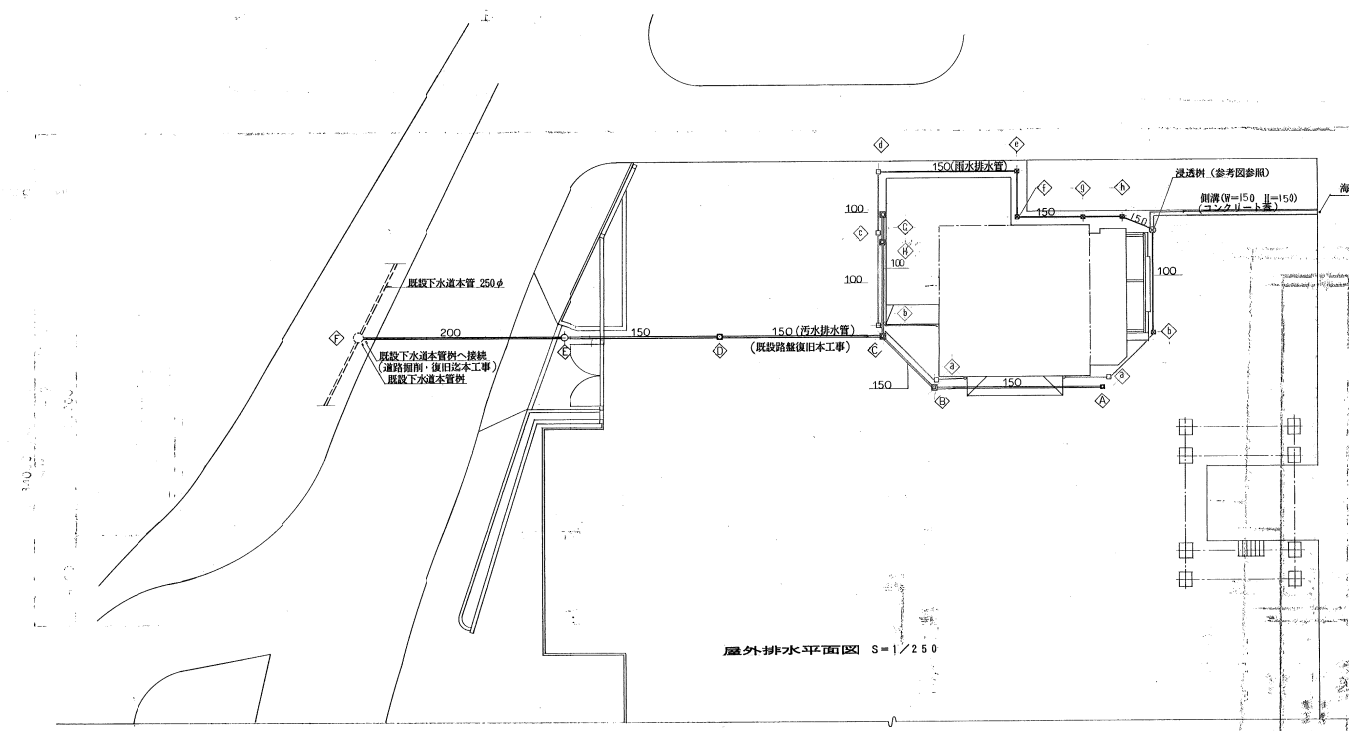 d
e
150(雨水排水管)
浸透桝 (参考図参照)
f
g
h
海
側溝(W=150 H=150)
(コンクリート蓋)
100
150
150
c
G
H
100
100
100
既設下水道本管 250φ
b
F
200
150
150(汚水排水管)
b
E
D
(既設路盤復旧本工事)
C
既設下水道本管桝へ接続
(道路掘削・復旧迄本工事)
既設下水道本管桝
a
a
150
150
B
A
屋外排水平面図 S=1/250